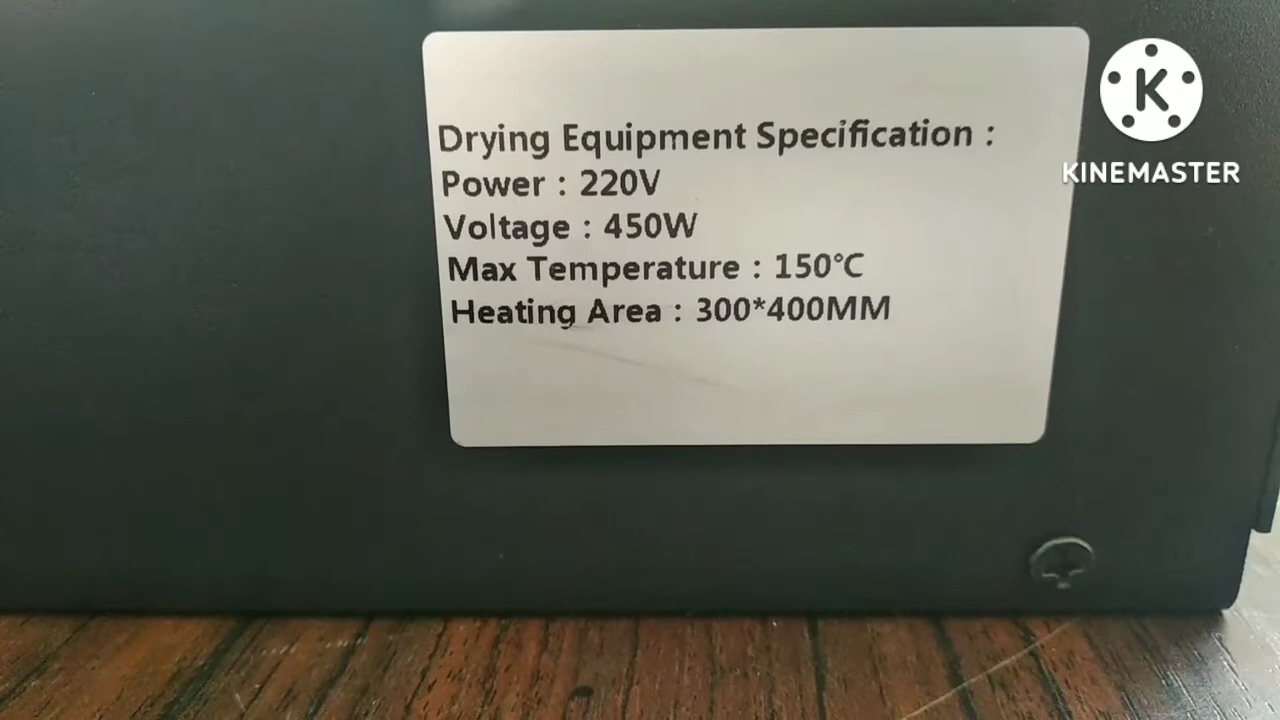 Drying Equipment Specification :
Power : 220V
Voltage : 450W
Max Temperature : 150℃
Heating Area : 300*400MM
K
KINEMASTER